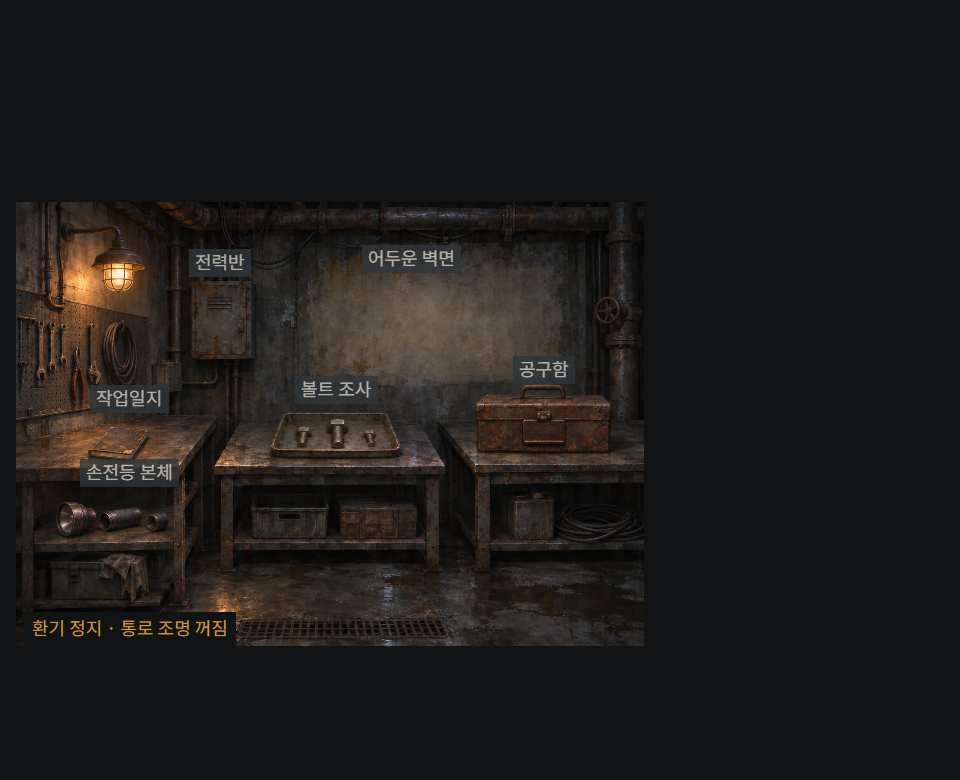 전력반
어두운 벽면
공구함
볼트 조사
작업일지
손전등 본체
환기 정지 · 통로 조명 꺼짐